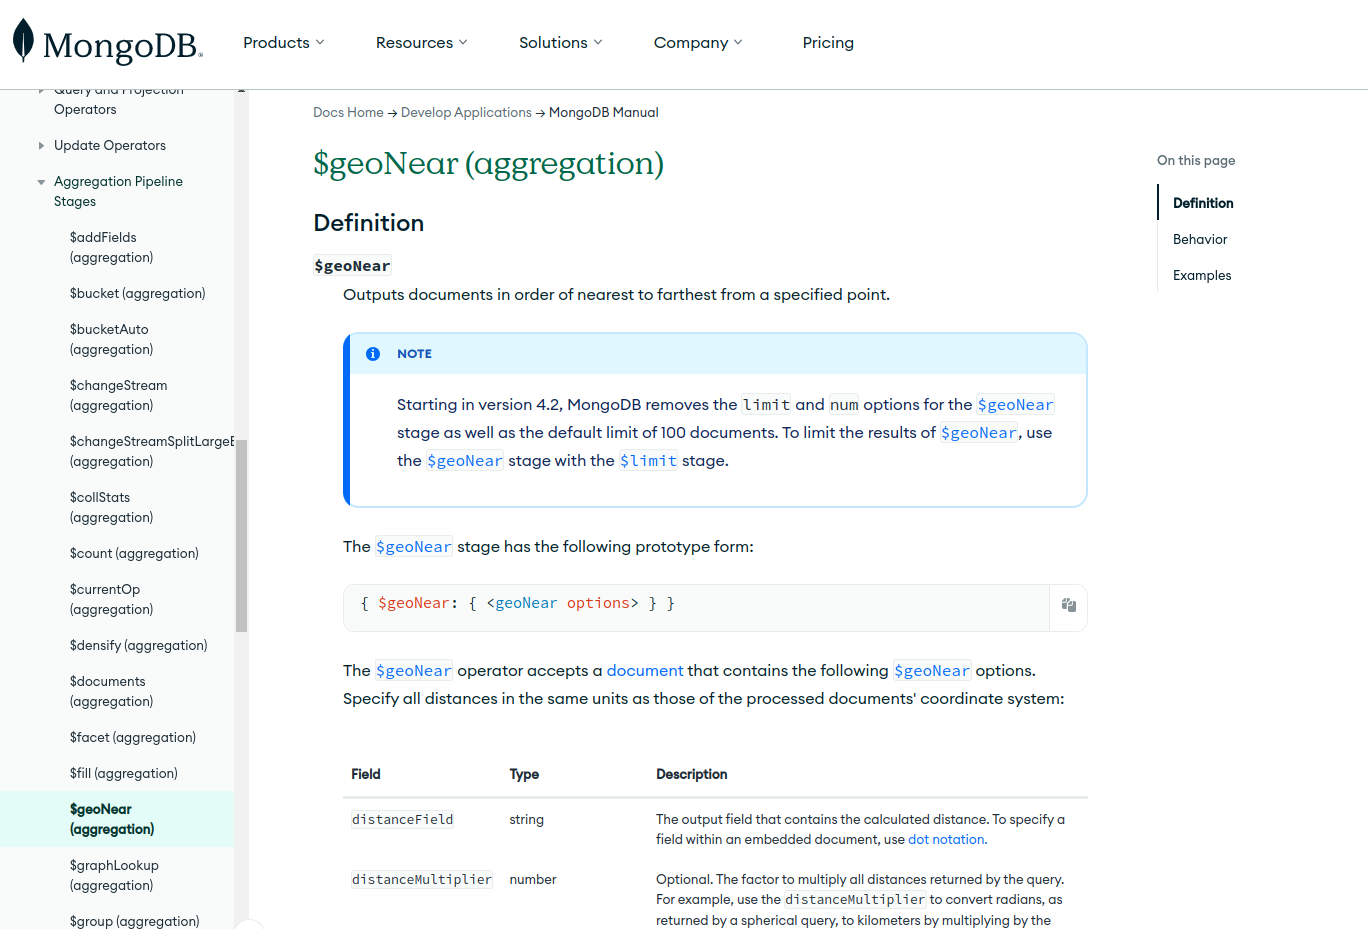 MongoDB®
Products
Resources
Solutions
Company
Pricing
Query and Projection
Operators
Update Operators
Aggregation Pipeline
Stages
$addFields
(aggregation)
$bucket (aggregation)
$bucketAuto
(aggregation)
$changeStream
(aggregation)
$changeStreamSplitLargeE
(aggregation)
$collStats
(aggregation)
$count (aggregation)
$currentOp
(aggregation)
$densify (aggregation)
$documents
(aggregation)
$facet (aggregation)
$fill (aggregation)
$geoNear
(aggregation)
$graphLookup
(aggregation)
$group (aggregation)
Docs Home → Develop Applications → MongoDB Manual
$geoNear (aggregation)
Definition
$geoNear
Outputs documents in order of nearest to farthest from a specified point.
NOTE
Starting in version 4.2, MongoDB removes the limit and num options for the $geoNear
stage as well as the default limit of 100 documents. To limit the results of $geoNear, use
the $geoNear stage with the $limit stage.
The $geoNear stage has the following prototype form:
{ $geoNear: { <geoNear options> } }
The $geoNear operator accepts a document that contains the following $geoNear options.
Specify all distances in the same units as those of the processed documents' coordinate system:
Field Type Description
distanceField string The output field that contains the calculated distance. To specify a
field within an embedded document, use dot notation.
distanceMultiplier number Optional. The factor to multiply all distances returned by the query.
For example, use the distanceMultiplier to convert radians, as
returned by a spherical query, to kilometers by multiplying by the
On this page
Definition
Behavior
Examples